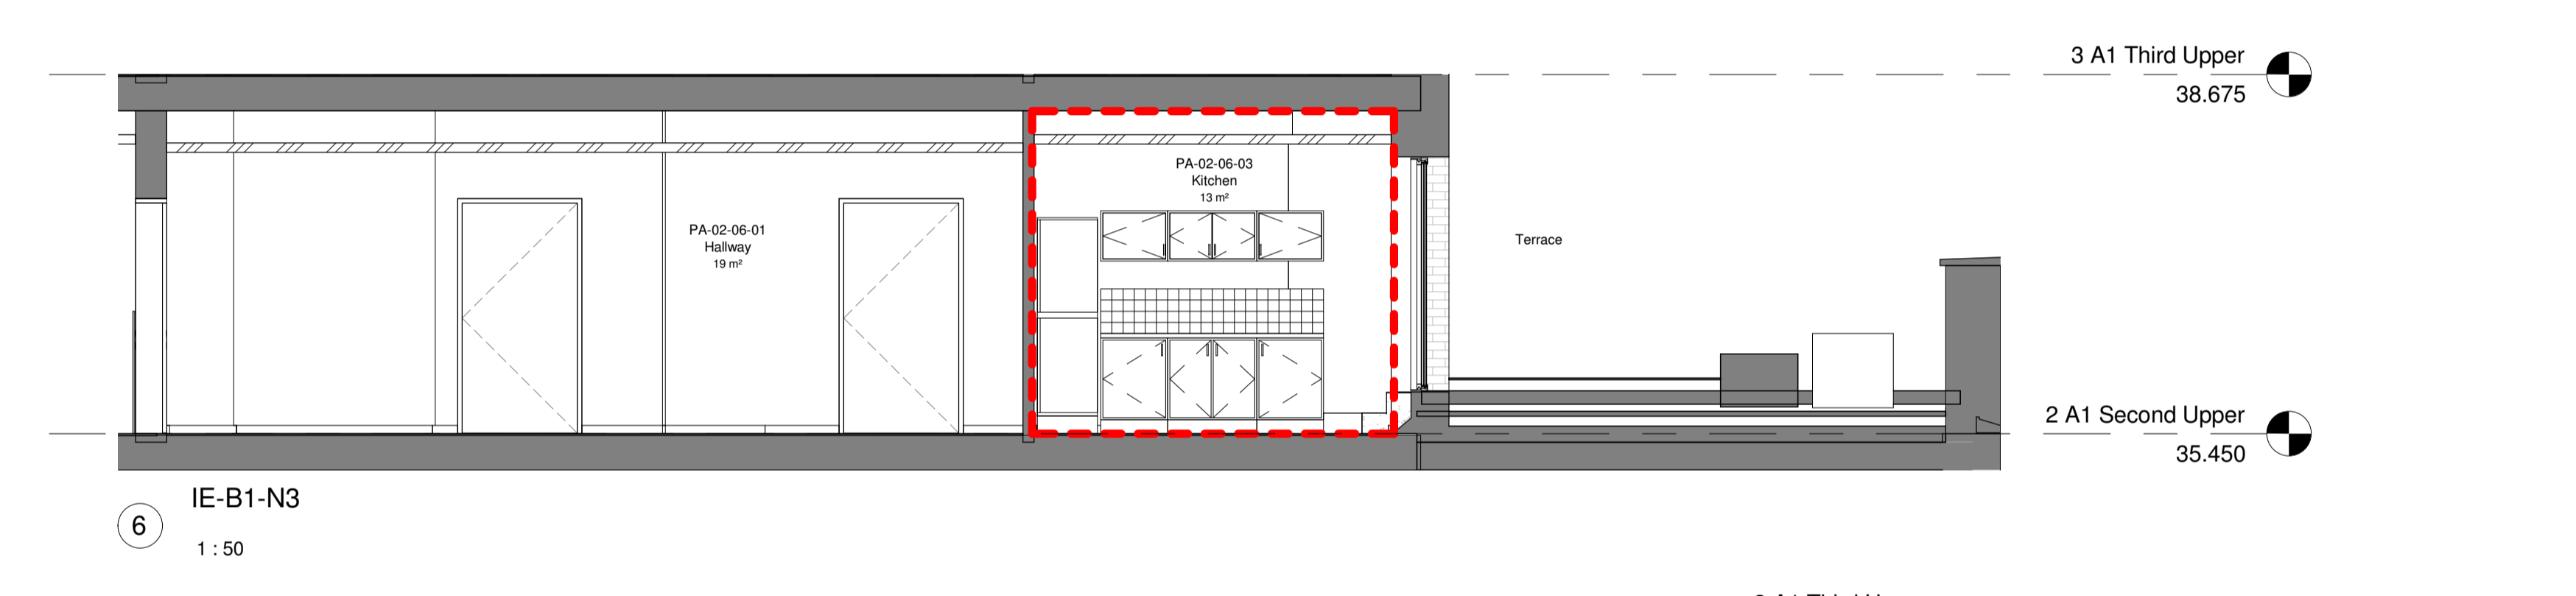 3 A1 Third Upper
38.675
PA-02-06-03
Kitchen
13 m²
PA-02-06-01
Hallway
19 m²
Terrace
2 A1 Second Upper
35.450
6
IE-B1-N3
1 : 50